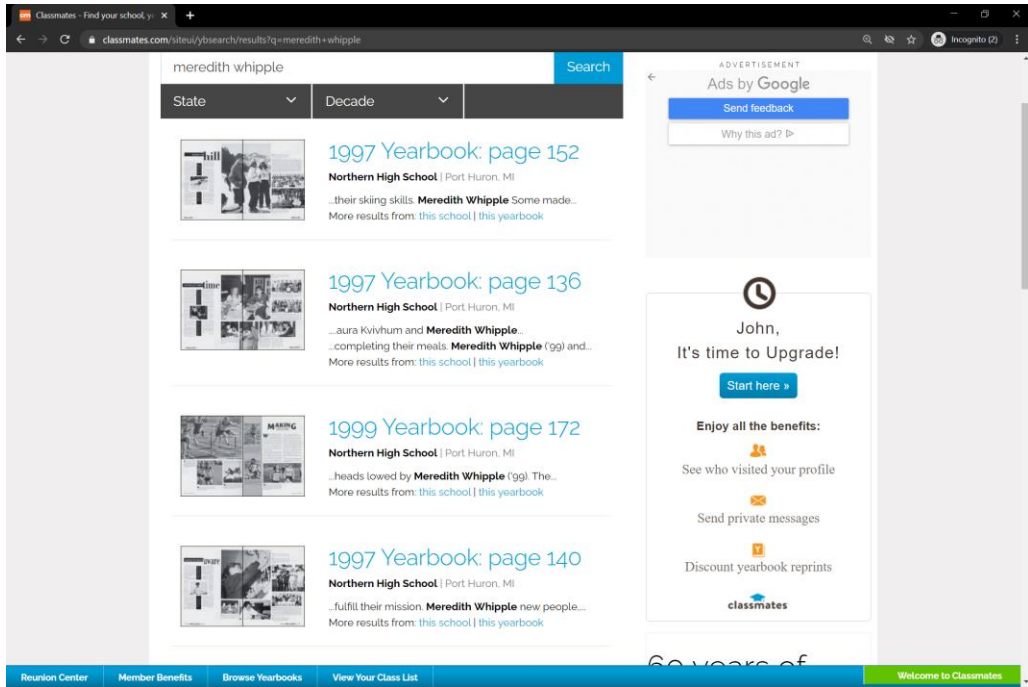 Classmates - Find your school, y
classmates.com/siteui/ybsearch/results?q=meredith+whipple
Incognito (2)
meredith whipple
Search
State
Decade
1997 Yearbook: page 152
Northern High School | Port Huron, MI
...their skiing skills. Meredith Whipple Some made...
More results from: this school | this yearbook
1997 Yearbook: page 136
Northern High School | Port Huron, MI
...aura Kvivhum and Meredith Whipple...
...completing their meals. Meredith Whipple ('99) and...
More results from: this school | this yearbook
1999 Yearbook: page 172
Northern High School | Port Huron, MI
...heads lowed by Meredith Whipple ('99). The...
More results from: this school | this yearbook
1997 Yearbook: page 140
Northern High School | Port Huron, MI
...fulfill their mission. Meredith Whipple new people....
More results from: this school | this yearbook
hill
time
MAKING
ADVERTISEMENT
Ads by Google
Send feedback
Why this ad?
John,
It's time to Upgrade!
Start here »
Enjoy all the benefits:
See who visited your profile
Send private messages
Discount yearbook reprints
classmates
60 years of
Reunion Center
Member Benefits
Browse Yearbooks
View Your Class List
Welcome to Classmates